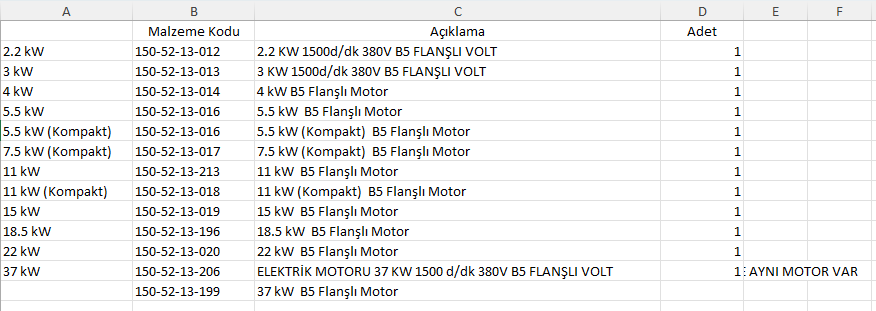 A B C D E F
Malzeme Kodu Açıklama Adet
2.2 kW 150-52-13-012 2.2 KW 1500d/dk 380V B5 FLANŞLI VOLT 1
3 kW 150-52-13-013 3 KW 1500d/dk 380V B5 FLANŞLI VOLT 1
4 kW 150-52-13-014 4 kW B5 Flanşlı Motor 1
5.5 kW 150-52-13-016 5.5 kW B5 Flanşlı Motor 1
5.5 kW (Kompakt) 150-52-13-016 5.5 kW (Kompakt) B5 Flanşlı Motor 1
7.5 kW (Kompakt) 150-52-13-017 7.5 kW (Kompakt) B5 Flanşlı Motor 1
11 kW 150-52-13-213 11 kW B5 Flanşlı Motor 1
11 kW (Kompakt) 150-52-13-018 11 kW (Kompakt) B5 Flanşlı Motor 1
15 kW 150-52-13-019 15 kW B5 Flanşlı Motor 1
18.5 kW 150-52-13-196 18.5 kW B5 Flanşlı Motor 1
22 kW 150-52-13-020 22 kW B5 Flanşlı Motor 1
37 kW 150-52-13-206 ELEKTRİK MOTORU 37 KW 1500 d/dk 380V B5 FLANŞLI VOLT 1 AYNI MOTOR VAR
150-52-13-199 37 kW B5 Flanşlı Motor